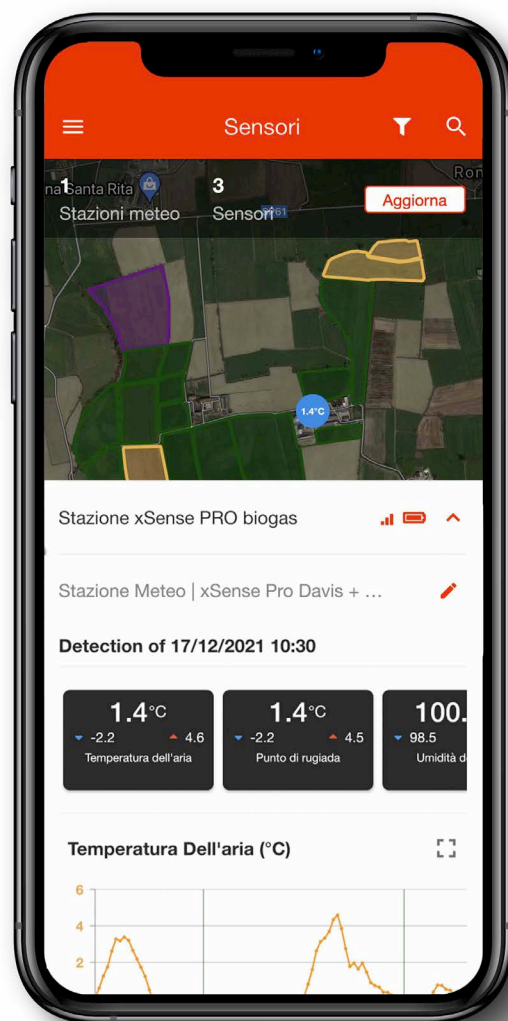 Sensori
na Santa Rita
Ron
1
Stazioni meteo
3
Sensori
Aggiorna
1.4°C
Stazione xSense PRO biogas
Stazione Meteo | xSense Pro Davis + …
Detection of 17/12/2021 10:30
1.4°C
-2.2 4.6
Temperatura dell'aria
1.4°C
-2.2 4.5
Punto di rugiada
100.
98.5
Umidità d
Temperatura Dell'aria (°C)
6
4
2